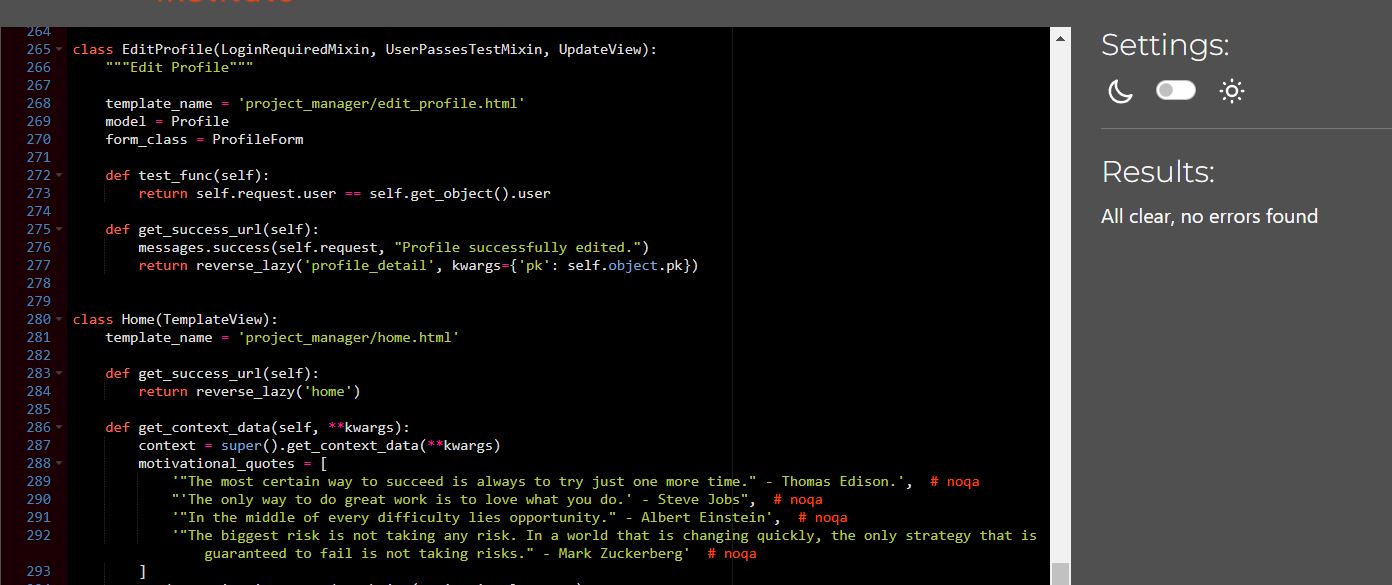 264
265 class EditProfile(LoginRequiredMixin, UserPassesTestMixin, UpdateView):
266     """Edit Profile"""
267
268     template_name = 'project_manager/edit_profile.html'
269     model = Profile
270     form_class = ProfileForm
271
272     def test_func(self):
273         return self.request.user == self.get_object().user
274
275     def get_success_url(self):
276         messages.success(self.request, "Profile successfully edited.")
277         return reverse_lazy('profile_detail', kwargs={'pk': self.object.pk})
278
279
280 class Home(TemplateView):
281     template_name = 'project_manager/home.html'
282
283     def get_success_url(self):
284         return reverse_lazy('home')
285
286     def get_context_data(self, **kwargs):
287         context = super().get_context_data(**kwargs)
288         motivational_quotes = [
289             '"The most certain way to succeed is always to try just one more time." - Thomas Edison.',  # noqa
290             "'The only way to do great work is to love what you do.' - Steve Jobs",  # noqa
291             '"In the middle of every difficulty lies opportunity." - Albert Einstein',  # noqa
292             '"The biggest risk is not taking any risk. In a world that is changing quickly, the only strategy that is
guaranteed to fail is not taking risks." - Mark Zuckerberg'  # noqa
293         ]
Settings:
Results:
All clear, no errors found